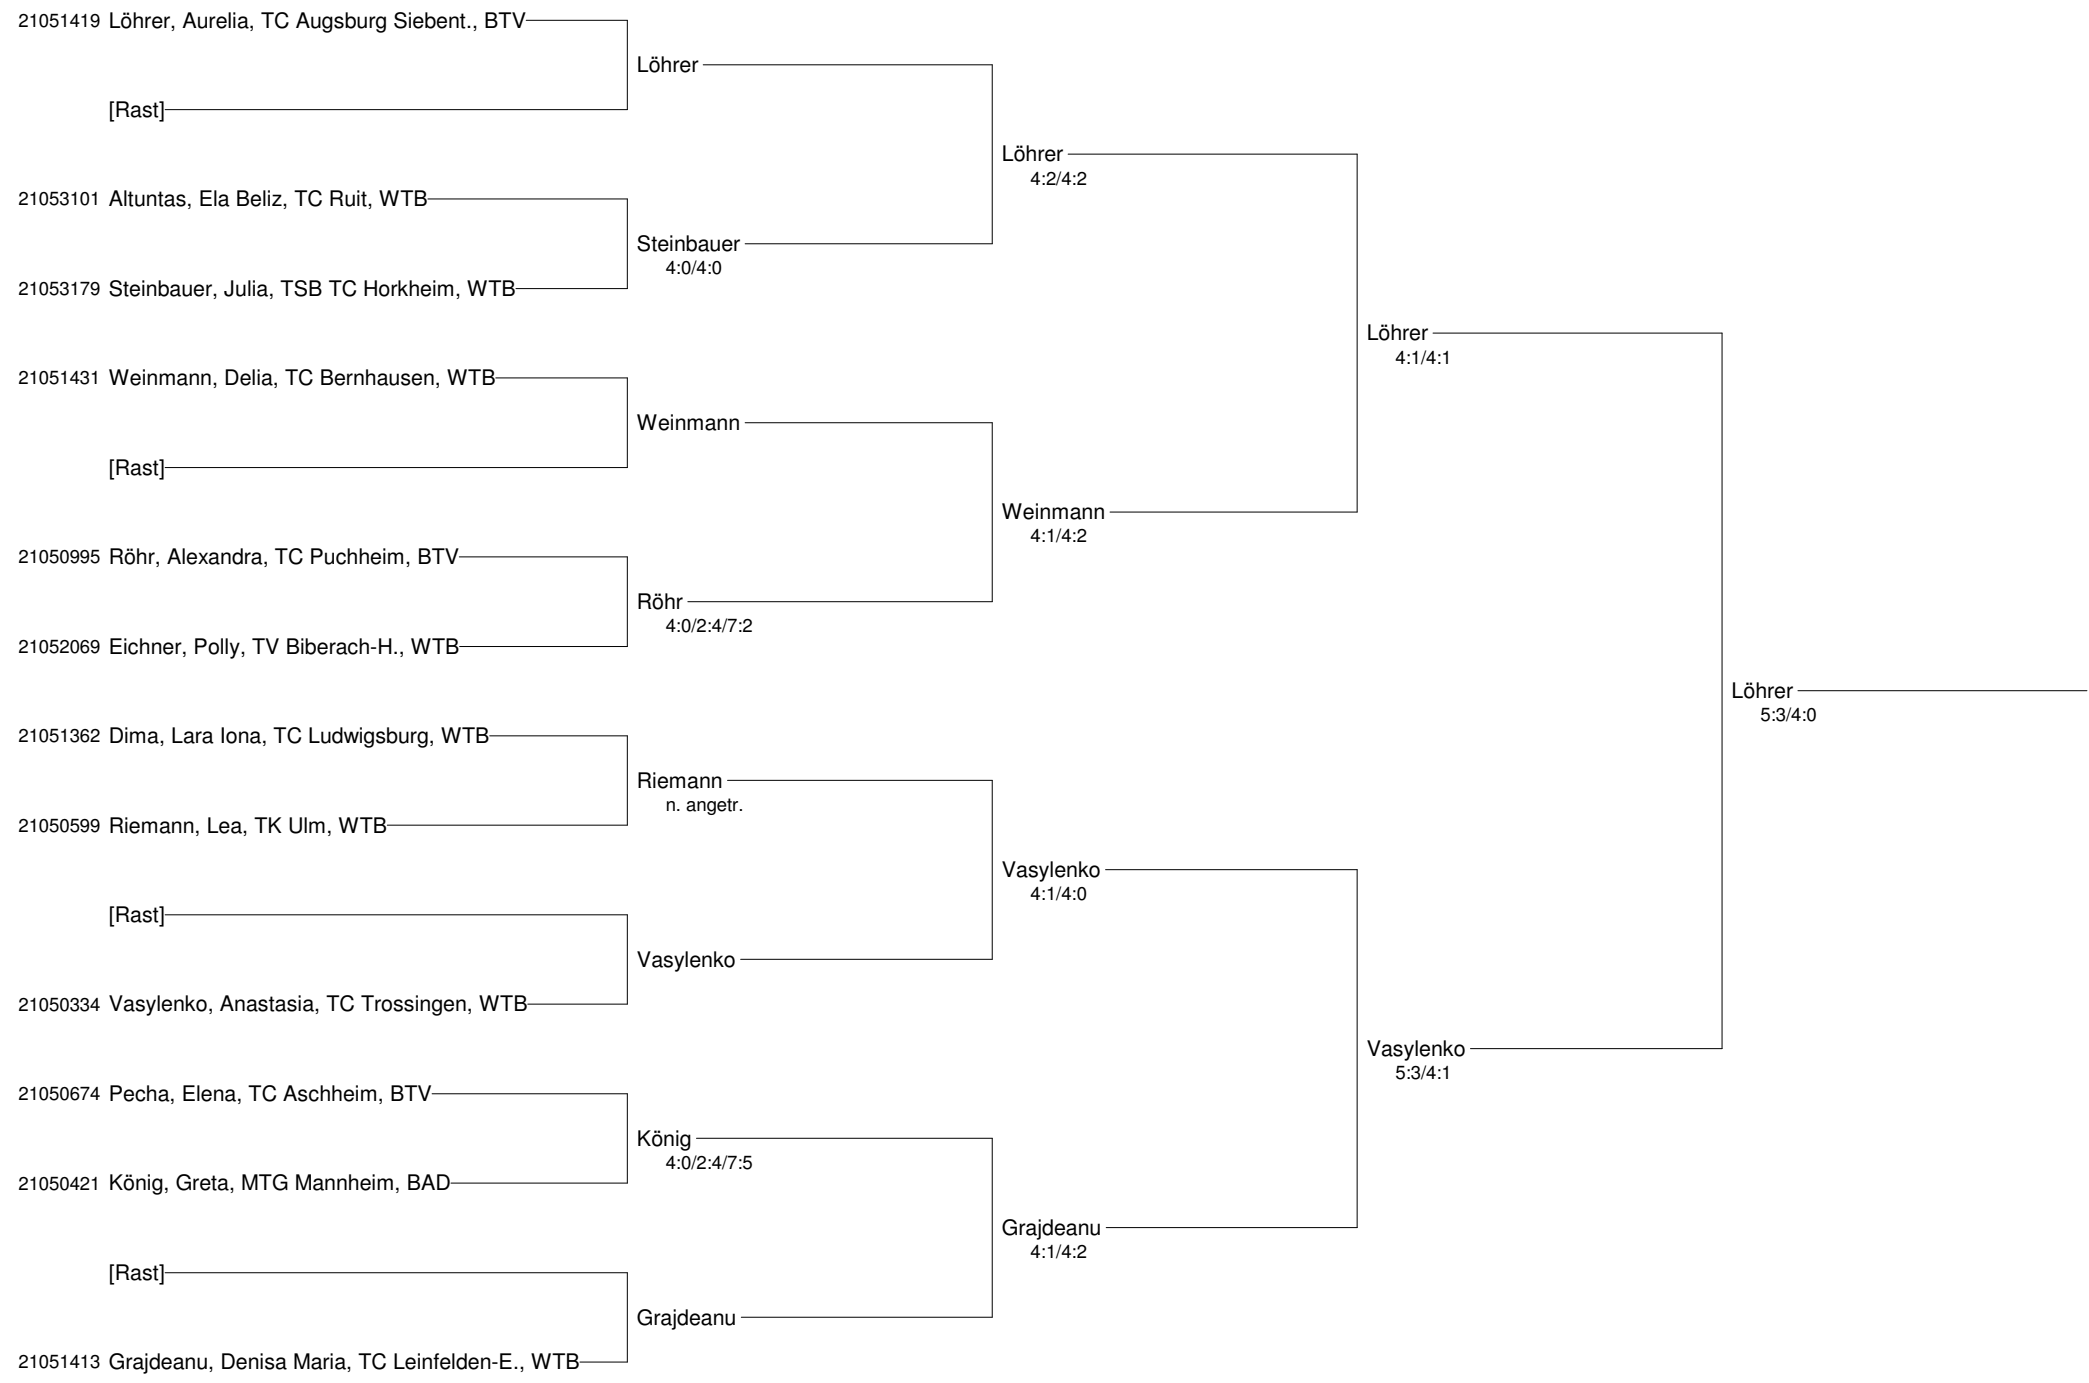 21051419 Löhrer, Aurelia, TC Augsburg Siebent., BTV
Löhrer
[Rast]
Löhrer
4:2/4:2
21053101 Altuntas, Ela Beliz, TC Ruit, WTB
Steinbauer
4:0/4:0
21053179 Steinbauer, Julia, TSB TC Horkheim, WTB
Löhrer
4:1/4:1
21051431 Weinmann, Delia, TC Bernhausen, WTB
Weinmann
[Rast]
Weinmann
4:1/4:2
21050995 Röhr, Alexandra, TC Puchheim, BTV
Röhr
4:0/2:4/7:2
21052069 Eichner, Polly, TV Biberach-H., WTB
Löhrer
5:3/4:0
21051362 Dima, Lara Iona, TC Ludwigsburg, WTB
Riemann
n. angetr.
21050599 Riemann, Lea, TK Ulm, WTB
Vasylenko
4:1/4:0
[Rast]
Vasylenko
21050334 Vasylenko, Anastasia, TC Trossingen, WTB
Vasylenko
5:3/4:1
21050674 Pecha, Elena, TC Aschheim, BTV
König
4:0/2:4/7:5
21050421 König, Greta, MTG Mannheim, BAD
Grajdeanu
4:1/4:2
[Rast]
Grajdeanu
21051413 Grajdeanu, Denisa Maria, TC Leinfelden-E., WTB